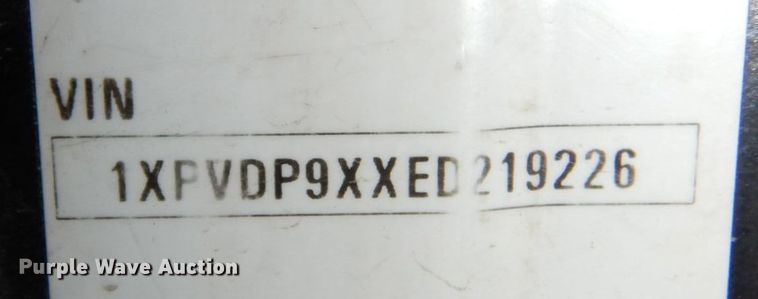 VIN
1XPVDP9XXED219226
Purple Wave Auction